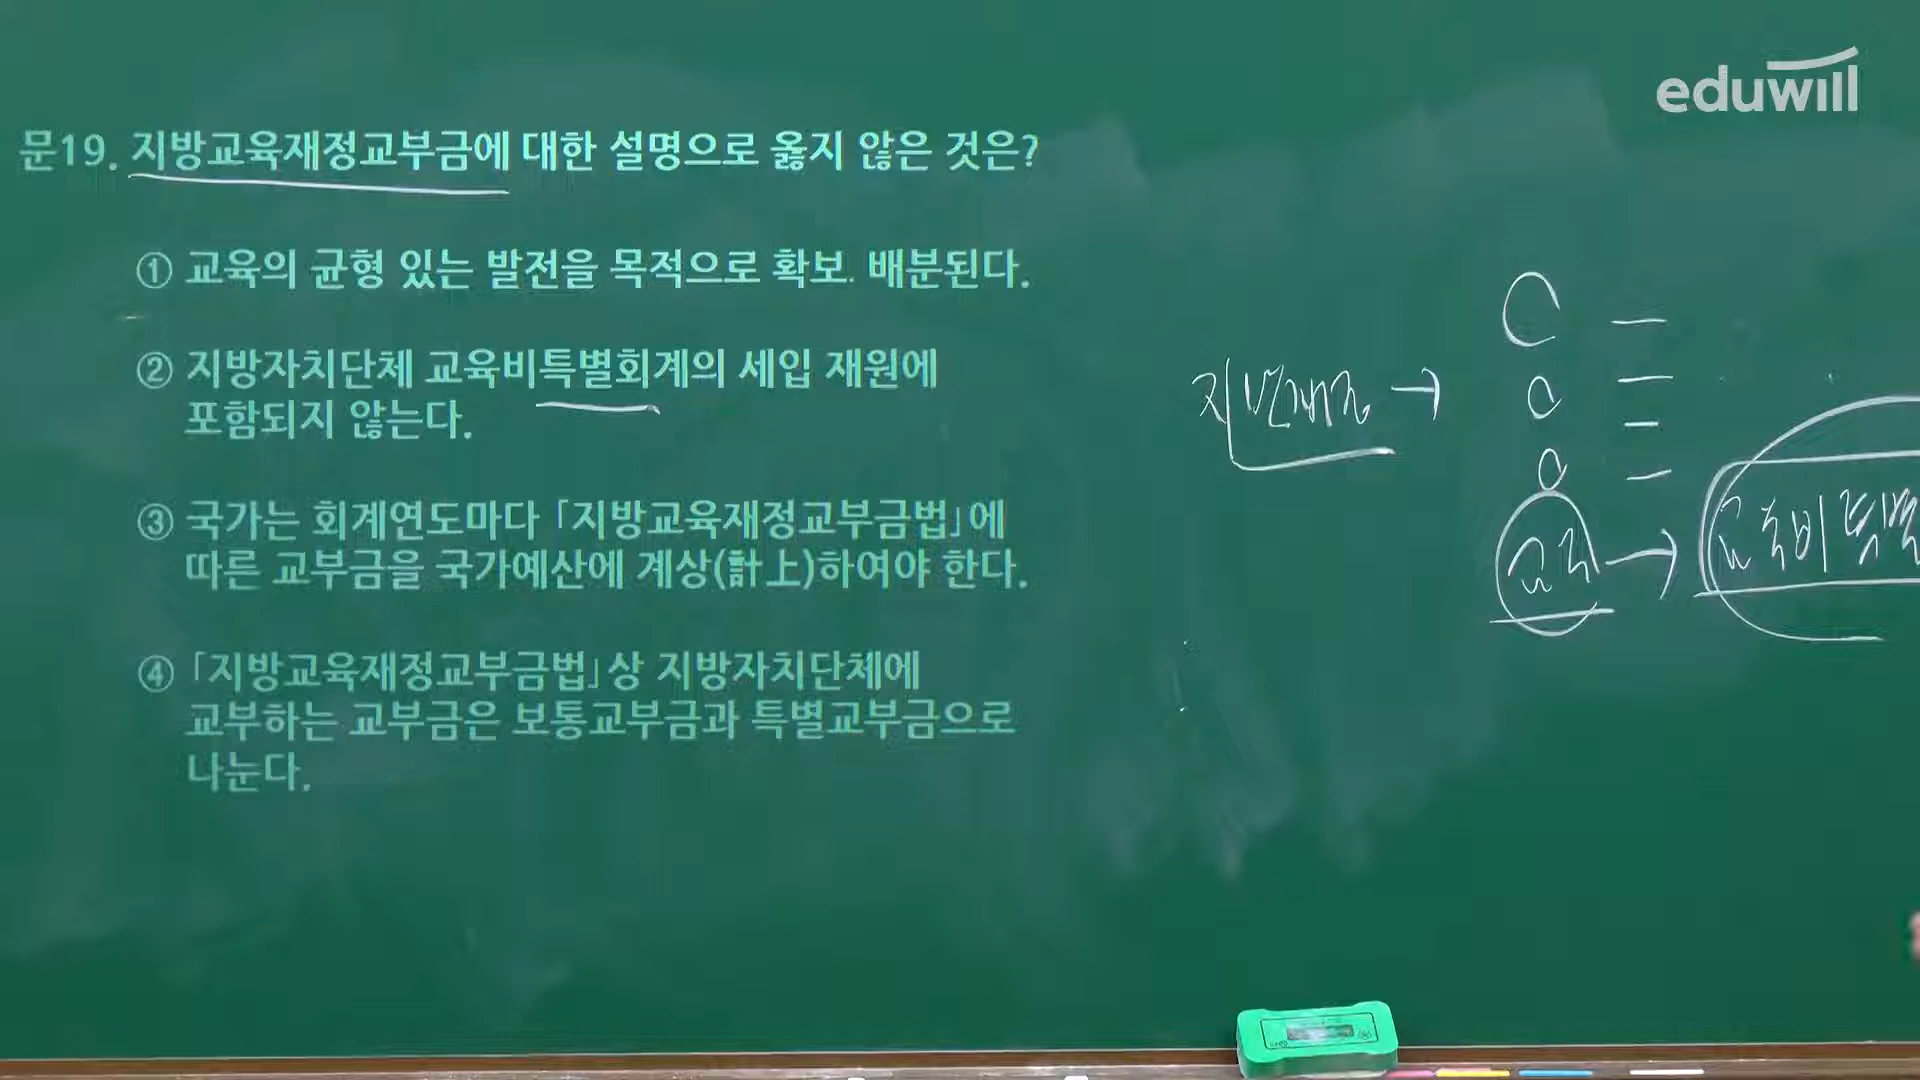 eduwill
문19. 지방교육재정교부금에 대한 설명으로 옳지 않은 것은?
① 교육의 균형 있는 발전을 목적으로 확보. 배분된다.
② 지방자치단체 교육비특별회계의 세입 재원에
포함되지 않는다.
③ 국가는 회계연도마다 「지방교육재정교부금법」에
따른 교부금을 국가예산에 계상(計上)하여야 한다.
④ 「지방교육재정교부금법」상 지방자치단체에
교부하는 교부금은 보통교부금과 특별교부금으로
나눈다.
교육비 특별